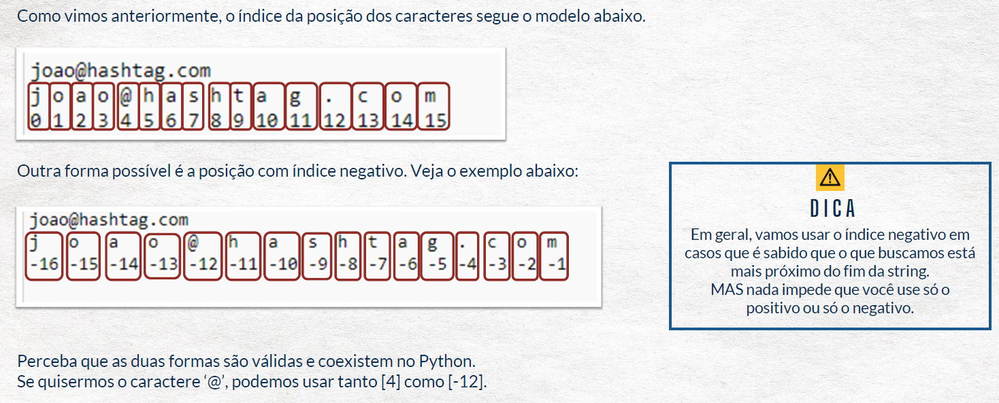 Como vimos anteriormente, o índice da posição dos caracteres segue o modelo abaixo.
joao@hashtag.com
j o a o @ h a s h t a g . c o m
0 1 2 3 4 5 6 7 8 9 10 11 12 13 14 15
Outra forma possível é a posição com índice negativo. Veja o exemplo abaixo:
joao@hashtag.com
j o a o @ h a s h t a g . c o m
-16 -15 -14 -13 -12 -11 -10 -9 -8 -7 -6 -5 -4 -3 -2 -1
DICA
Em geral, vamos usar o índice negativo em
casos que é sabido que o que buscamos está
mais próximo do fim da string.
MAS nada impede que você use só o
positivo ou só o negativo.
Perceba que as duas formas são válidas e coexistem no Python.
Se quisermos o caractere ‘@’, podemos usar tanto [4] como [-12].